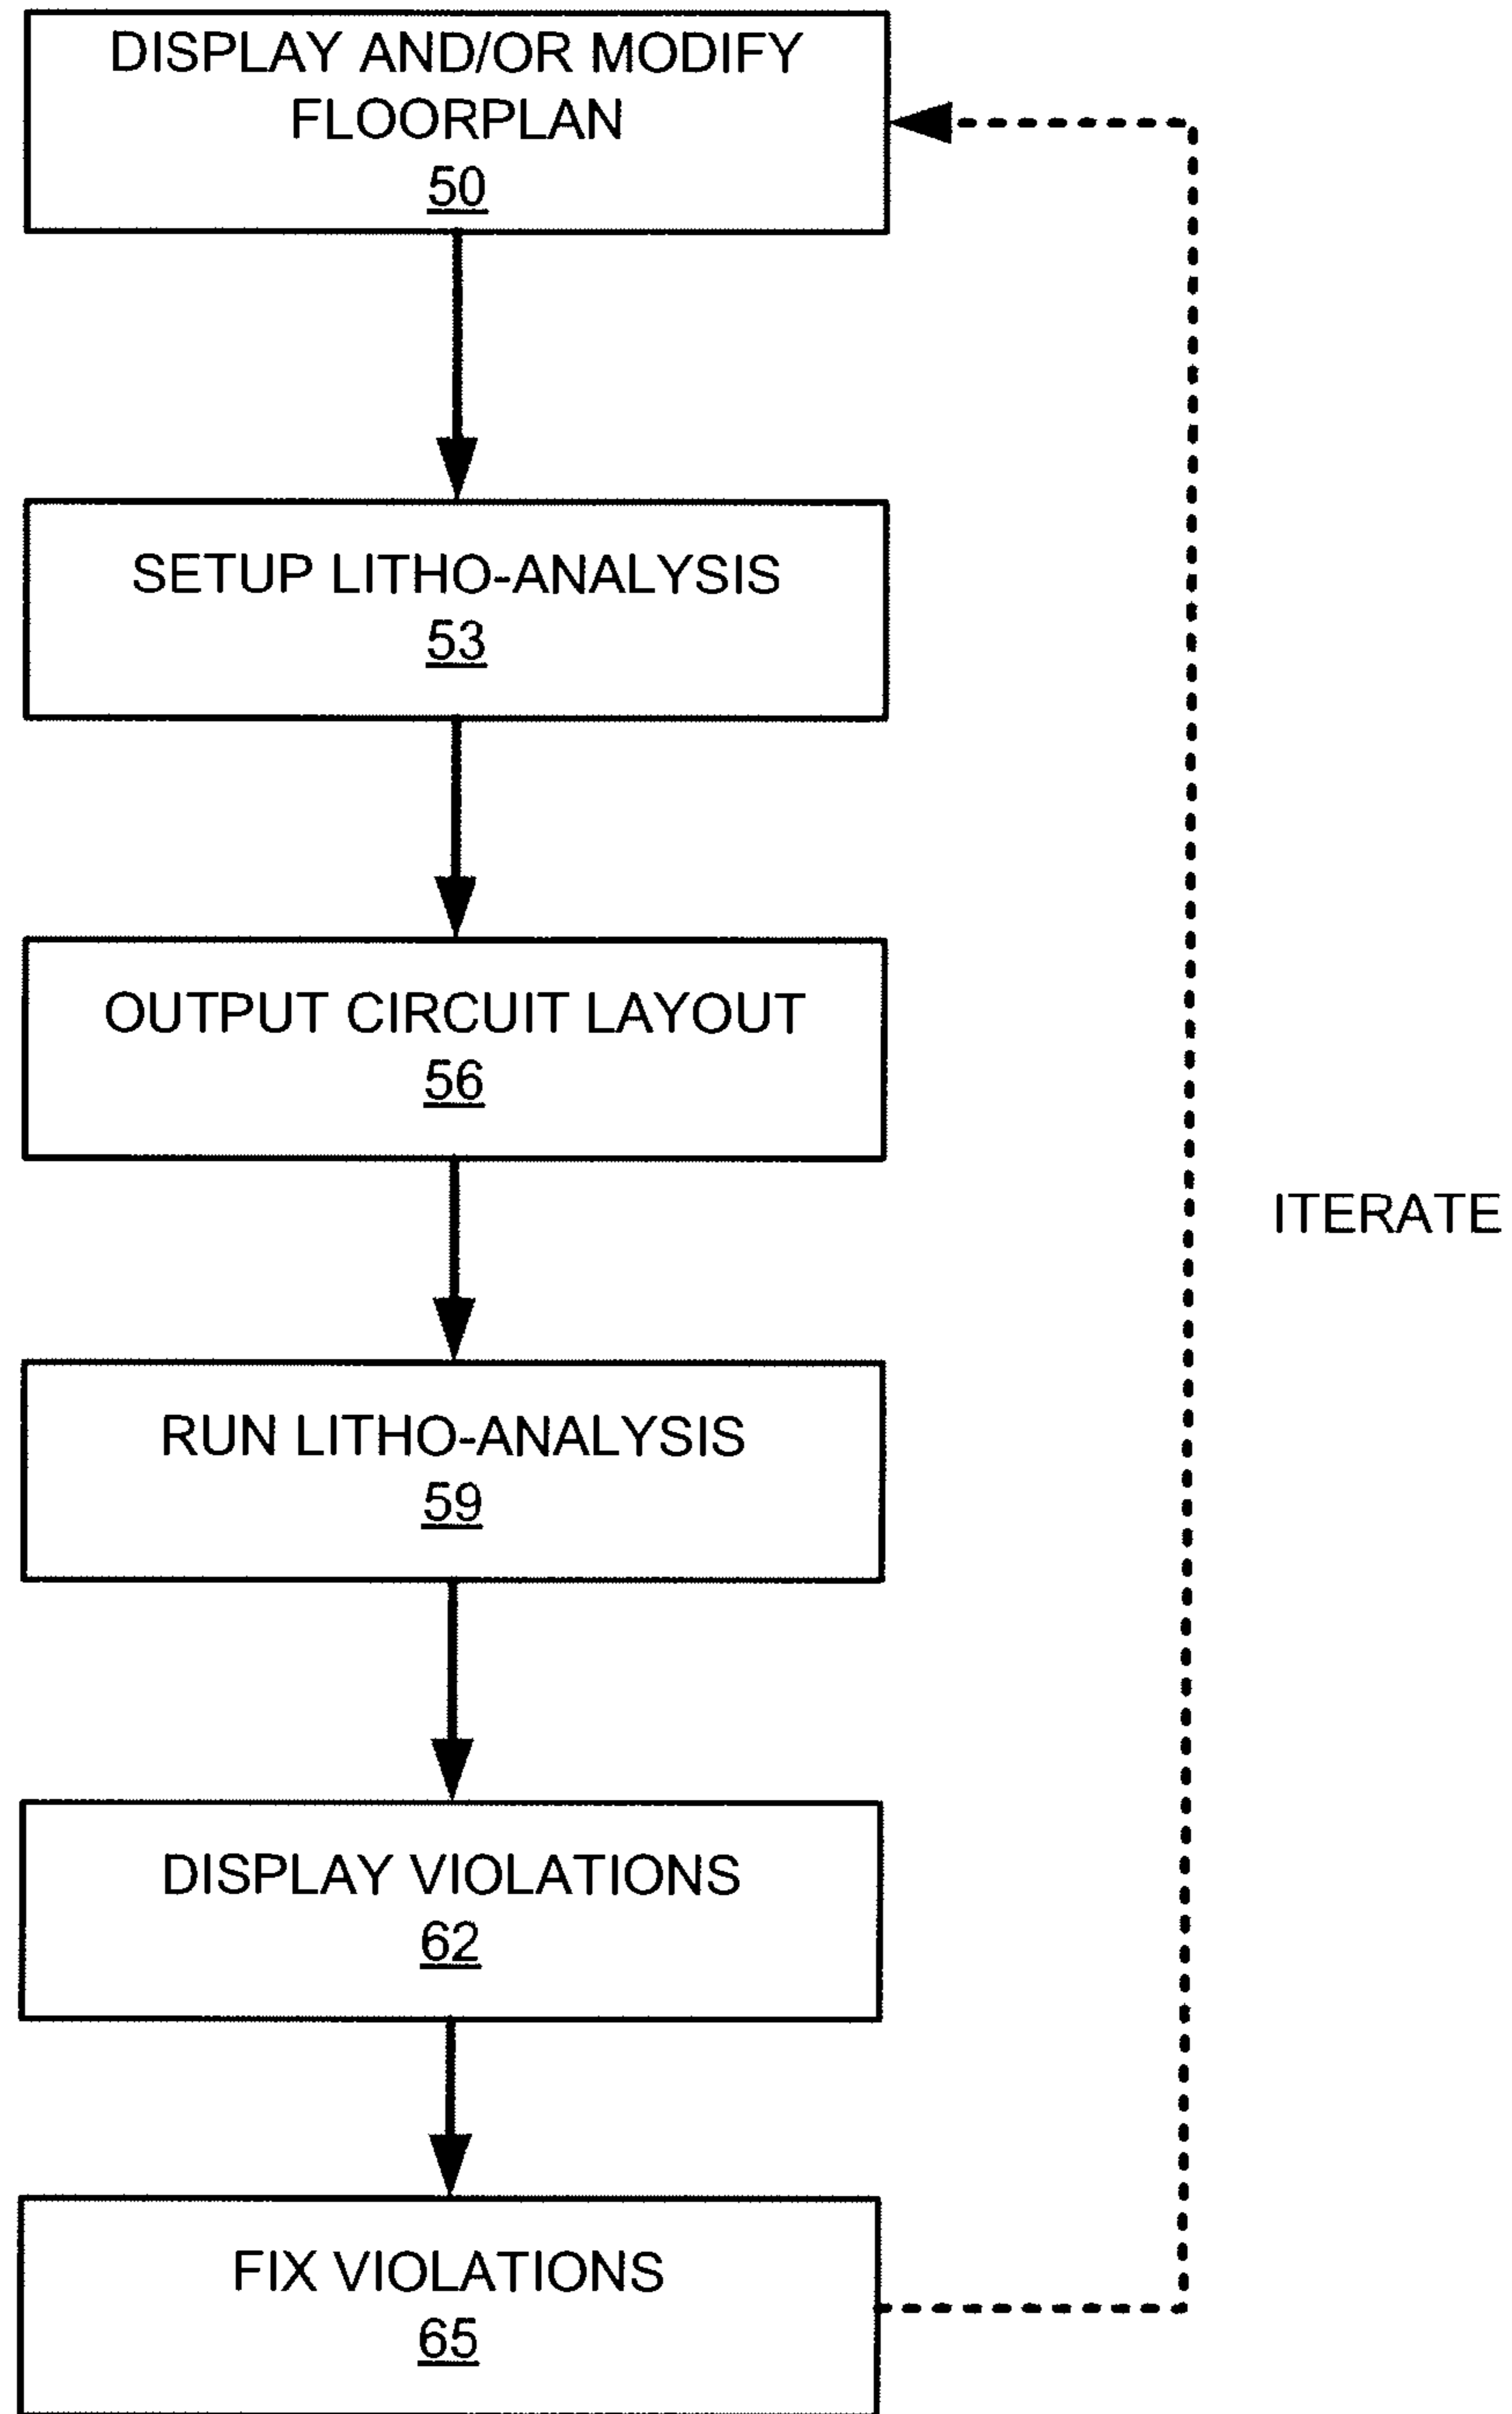 DISPLAY AND/OR MODIFY
FLOORPLAN
50
SETUP LITHO-ANALYSIS
53
OUTPUT CIRCUIT LAYOUT
56
ITERATE
RUN LITHO-ANALYSIS
59
DISPLAY VIOLATIONS
62
FIX VIOLATIONS
65